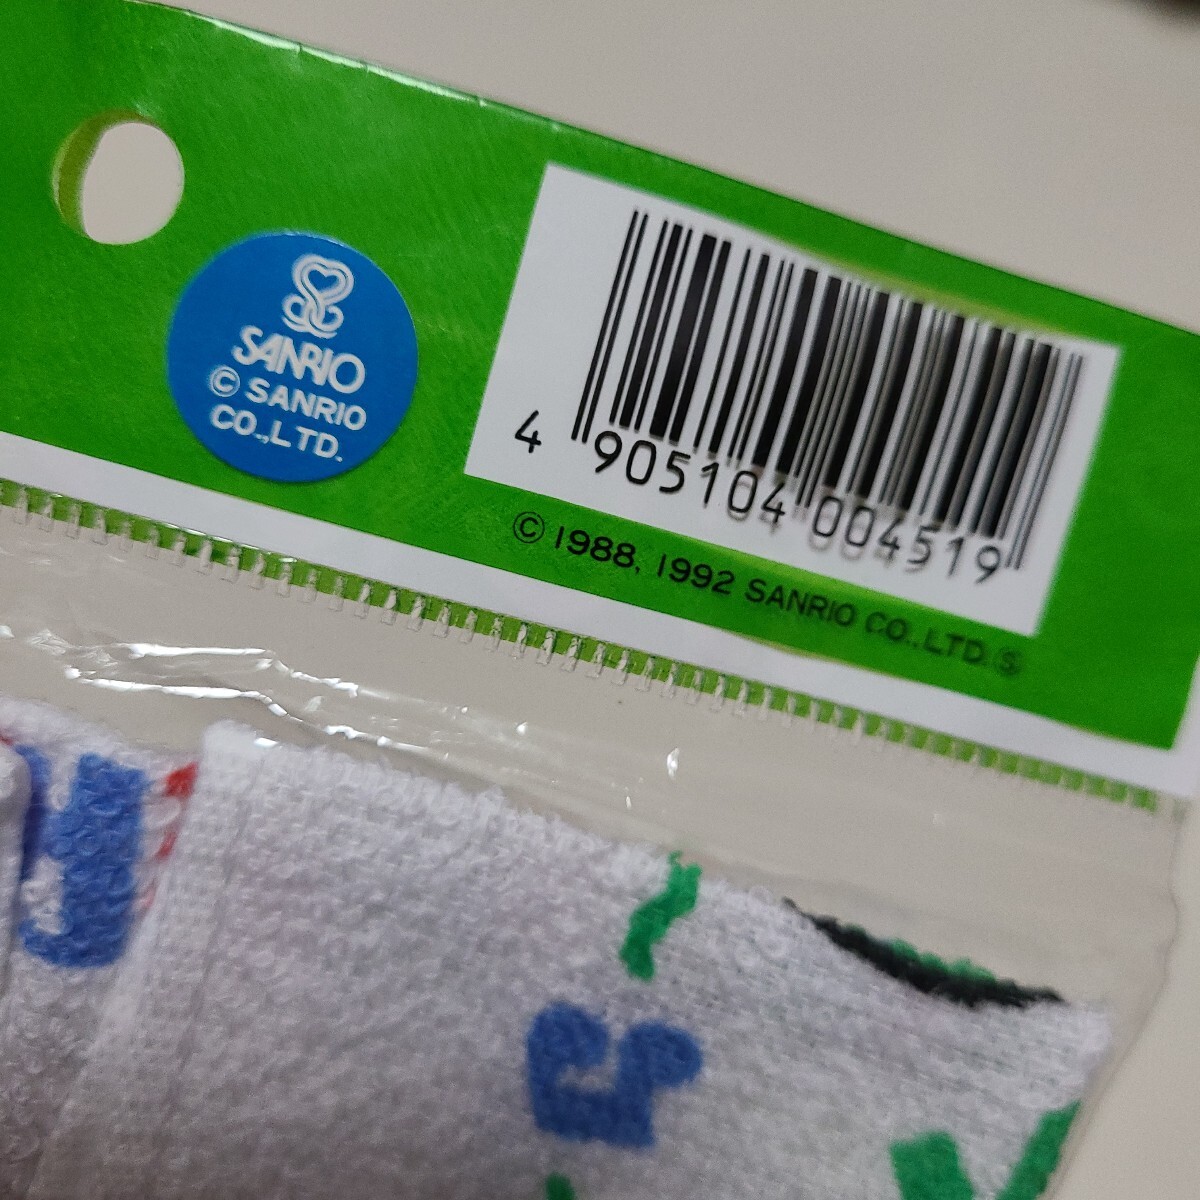 SANRIO
© SANRIO
CO.,LTD.
4 905104 004519
© 1988, 1992 SANRIO CO.,LTD. Ⓢ